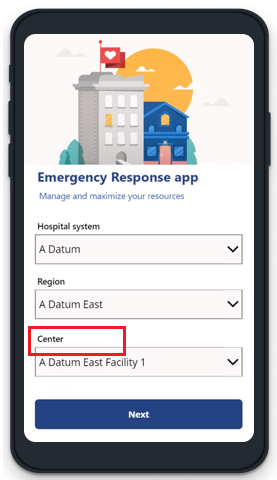 Emergency Response app
Manage and maximize your resources
Hospital system
A Datum
Region
A Datum East
Center
A Datum East Facility 1
Next